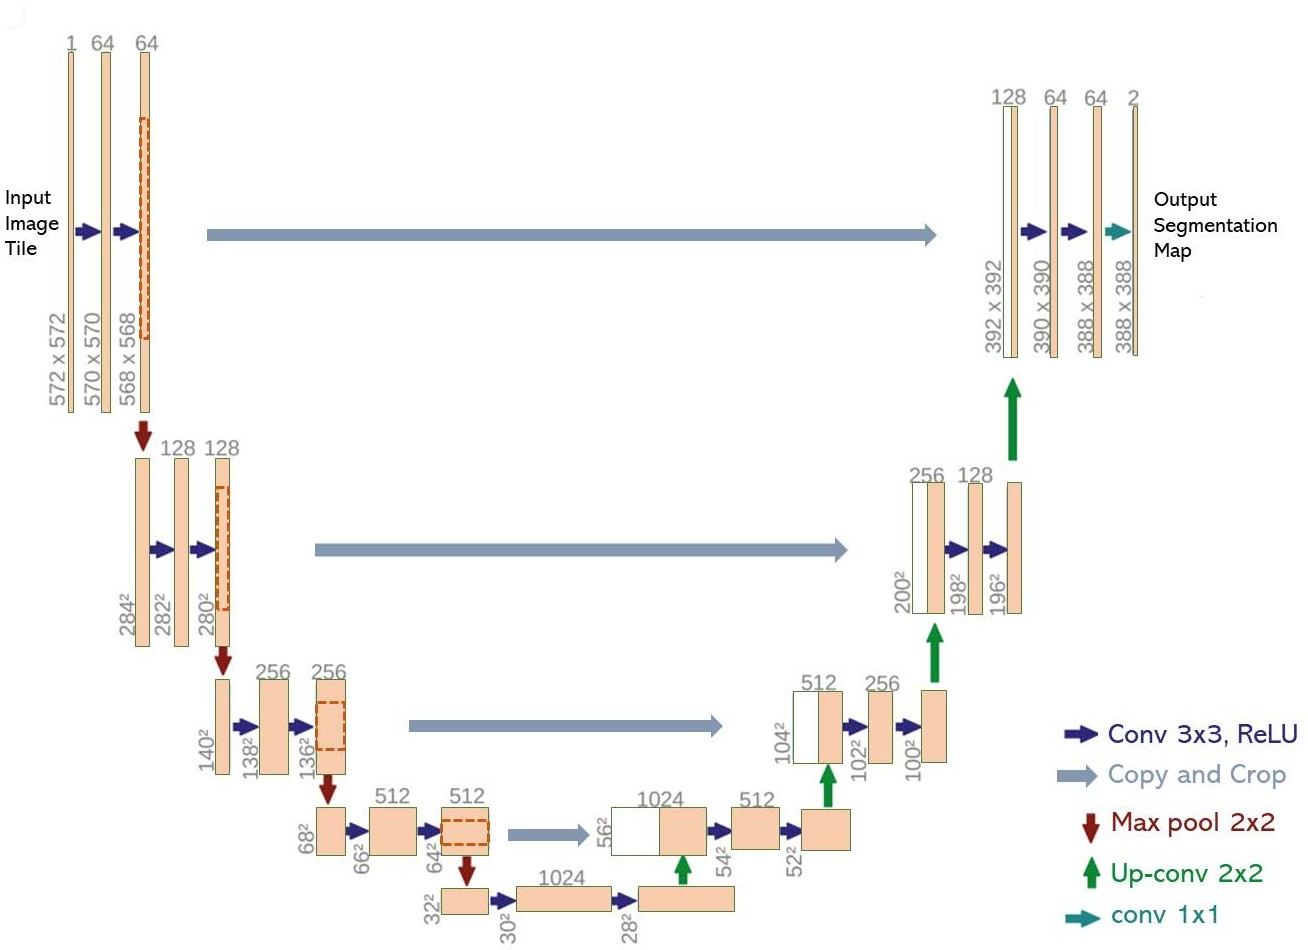 1 64 64
128 64 64 2
Input
Image
Tile
Output
Segmentation
Map
572 x 572
570 x 570
568 x 568
392 x 392
390 x 390
388 x 388
388 x 388
128 128
256 128
284²
282²
280²
200²
198²
196²
256 256
512 256
140²
138²
136²
104²
102²
100²
512 512
1024 512
68²
66²
64²
56²
54²
52²
1024
32²
30²
28²
Conv 3x3, ReLU
Copy and Crop
Max pool 2x2
Up-conv 2x2
conv 1x1